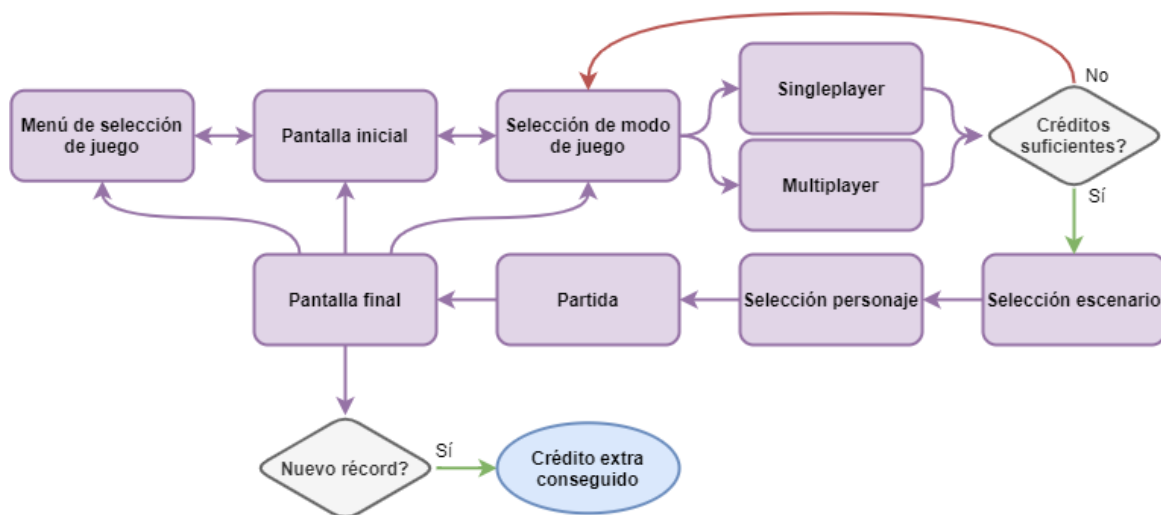 No
Singleplayer
Menú de selección
de juego
Pantalla inicial
Selección de modo
de juego
Créditos
suficientes?
Multiplayer
Sí
Pantalla final
Partida
Selección personaje
Selección escenario
Nuevo récord?
Sí
Crédito extra
conseguido